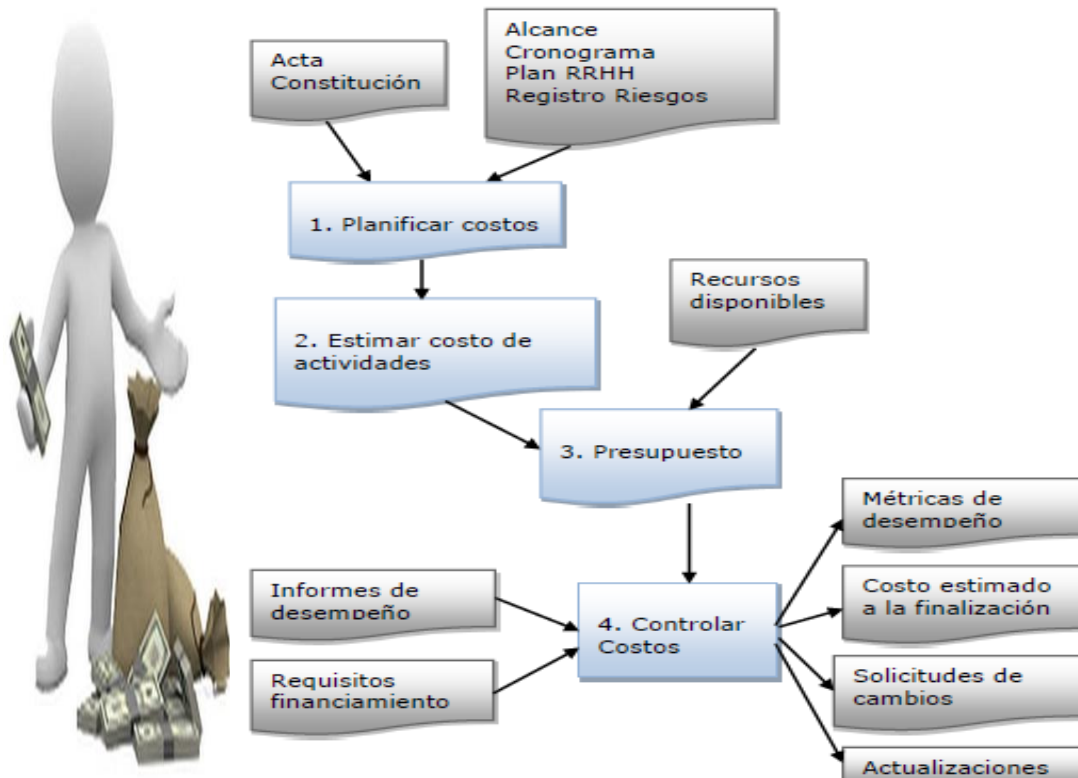 Acta
Constitución
Alcance
Cronograma
Plan RRHH
Registro Riesgos
1. Planificar costos
Recursos
disponibles
2. Estimar costo de
actividades
3. Presupuesto
Métricas de
desempeño
Informes de
desempeño
Costo estimado
a la finalización
4. Controlar
Costos
Requisitos
financiamiento
Solicitudes de
cambios
Actualizaciones